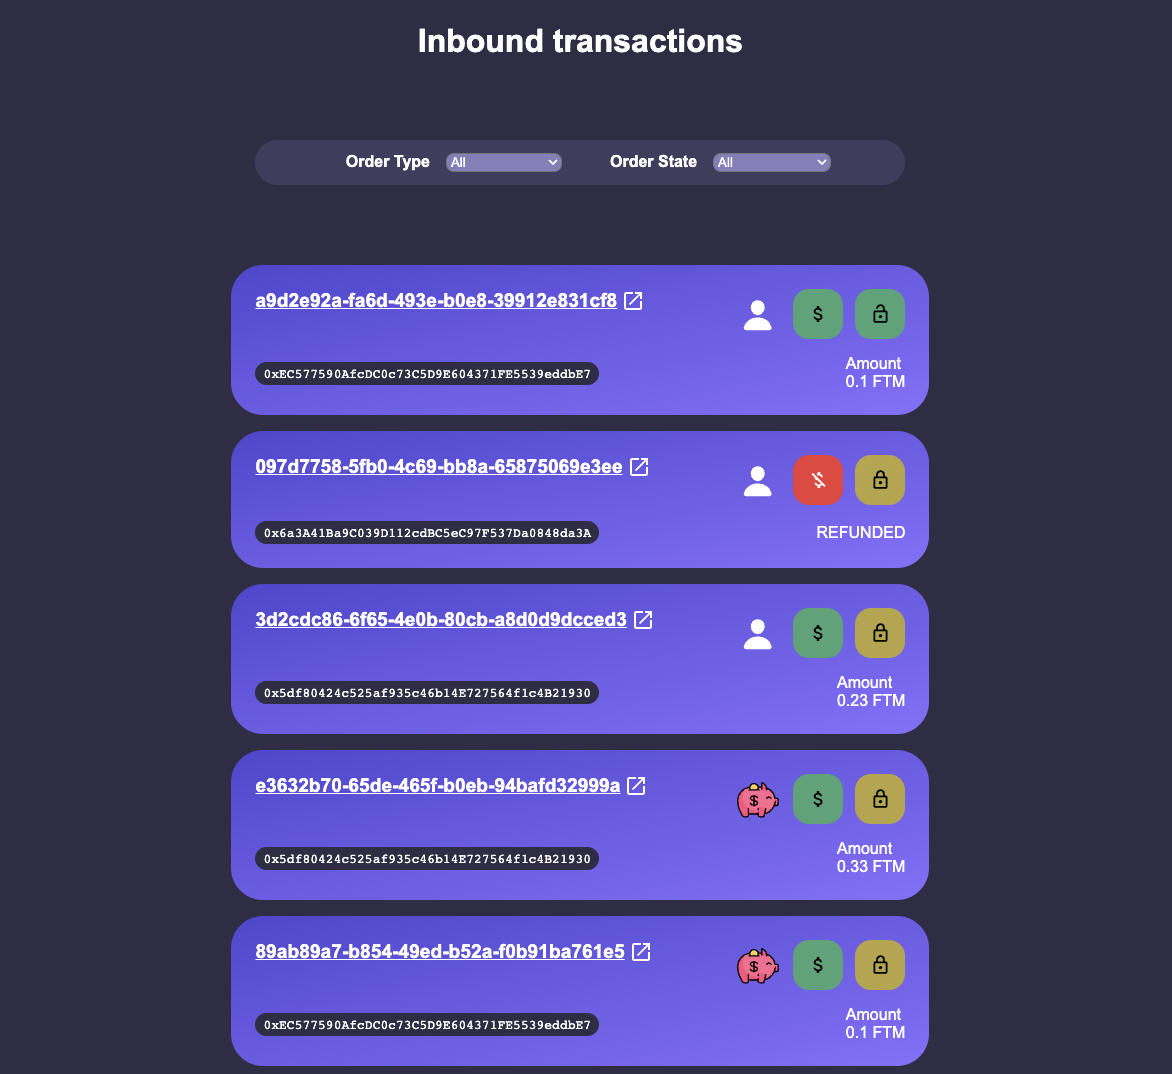 Inbound transactions
Order Type All Order State All
a9d2e92a-fa6d-493e-b0e8-39912e831cf8
$
0xEC577590AfcDC0c73C5D9E604371FE5539eddbE7
Amount
0.1 FTM
097d7758-5fb0-4c69-bb8a-65875069e3ee
0x6a3A41Ba9C039D112cdBC5eC97F537Da0848da3A
REFUNDED
3d2cdc86-6f65-4e0b-80cb-a8d0d9dcced3
$
0x5df80424c525af935c46b14E727564f1c4B21930
Amount
0.23 FTM
e3632b70-65de-465f-b0eb-94bafd32999a
$ $
0x5df80424c525af935c46b14E727564f1c4B21930
Amount
0.33 FTM
89ab89a7-b854-49ed-b52a-f0b91ba761e5
$ $
0xEC577590AfcDC0c73C5D9E604371FE5539eddbE7
Amount
0.1 FTM